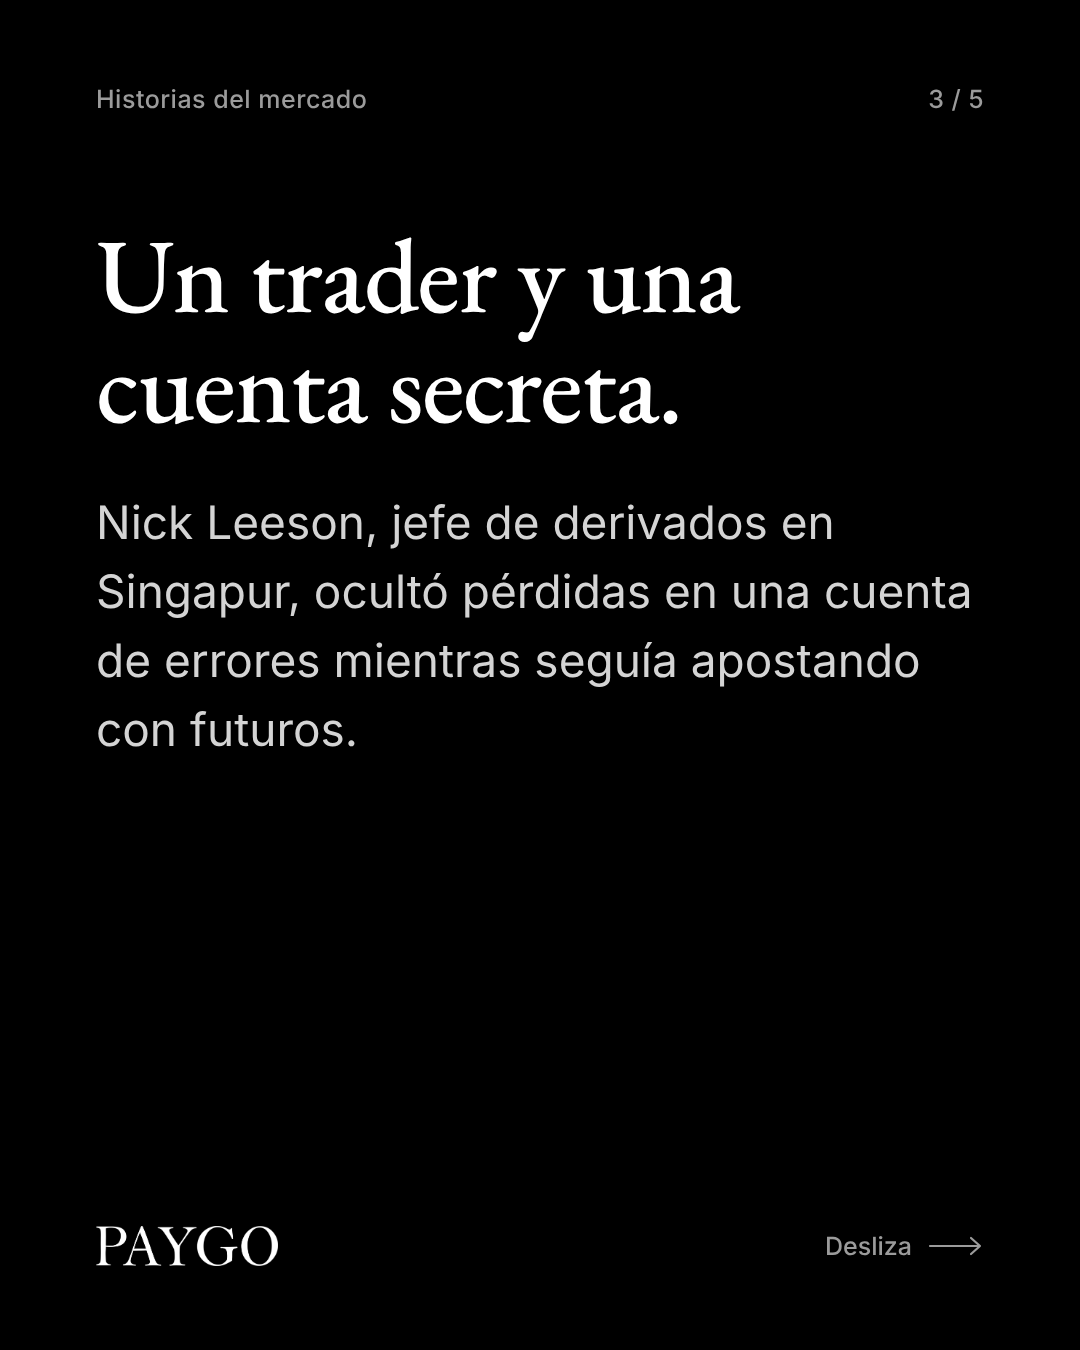 Historias del mercado
3 / 5
Un trader y una
cuenta secreta.
Nick Leeson, jefe de derivados en
Singapur, ocultó pérdidas en una cuenta
de errores mientras seguía apostando
con futuros.
PAYGO
Desliza